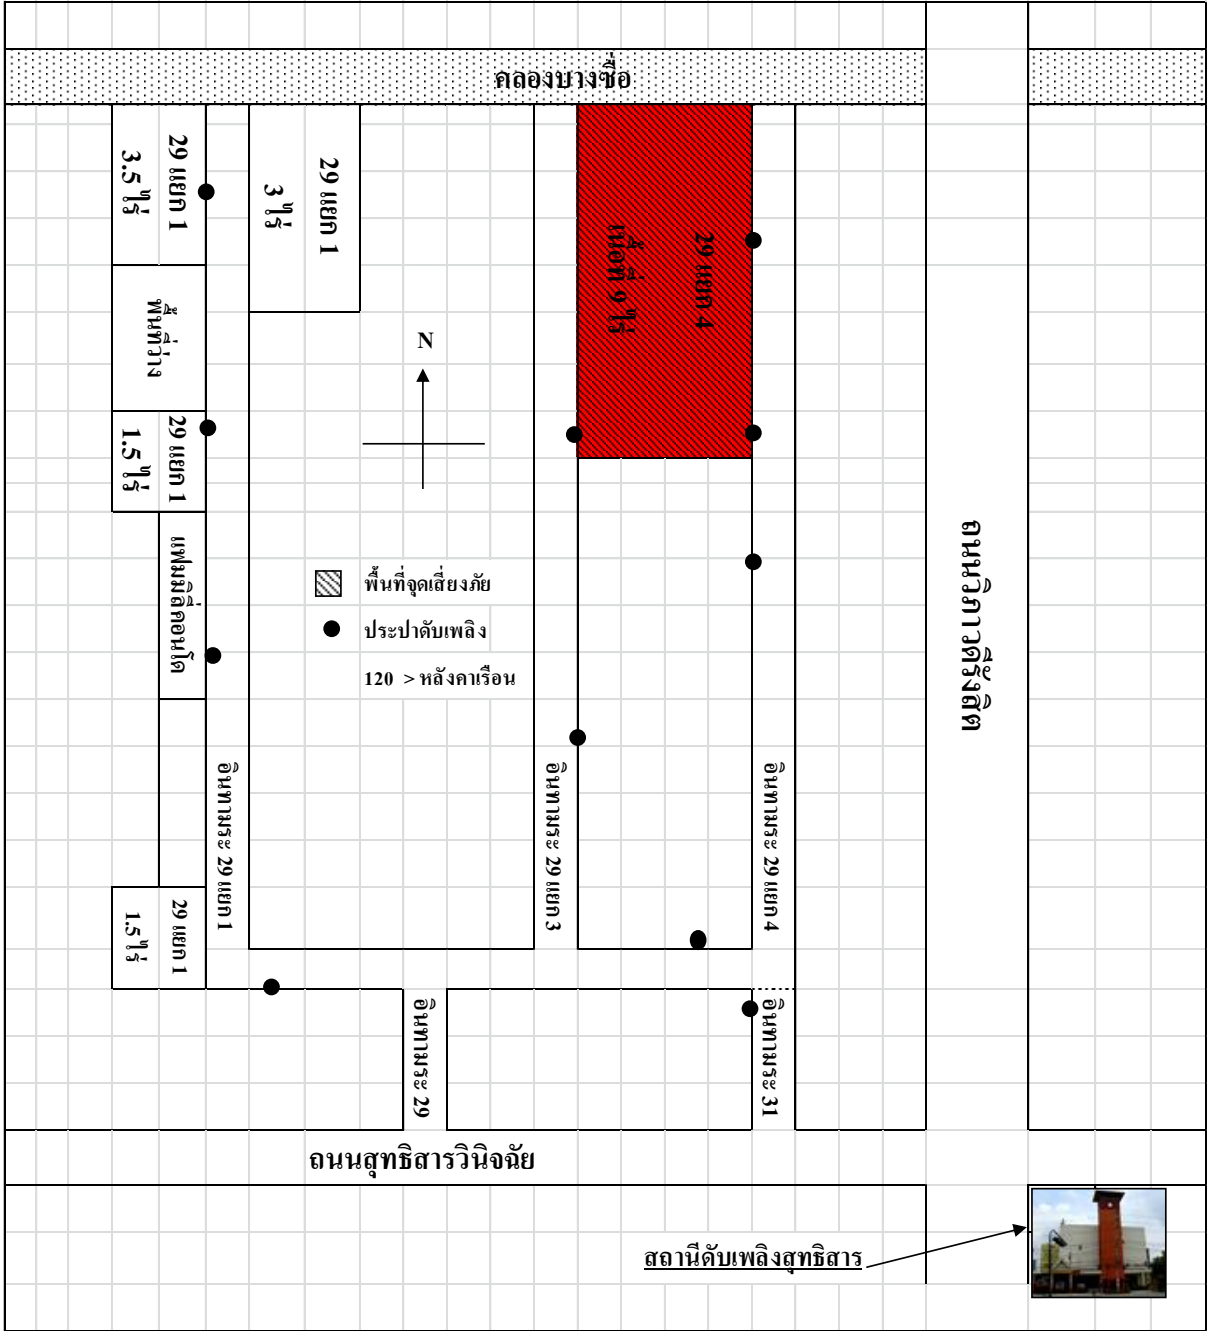 คลองบางซื่อ
29 แยก 1
3.5 ไร่
29 แยก 1
3 ไร่
29 แยก 4
เนื้อที่ 9 ไร่
พื้นที่ว่าง
N
29 แยก 1
1.5 ไร่
แฟมมิลี่คอนโด
พื้นที่จุดเสี่ยงภัย
ประปาดับเพลิง
120 > หลังคาเรือน
ถนนวิภาวดีรังสิต
อินทามระ 29 แยก 1
อินทามระ 29 แยก 3
อินทามระ 29 แยก 4
29 แยก 1
1.5 ไร่
อินทามระ 29
อินทามระ 31
ถนนสุทธิสารวินิจฉัย
สถานีดับเพลิงสุทธิสาร